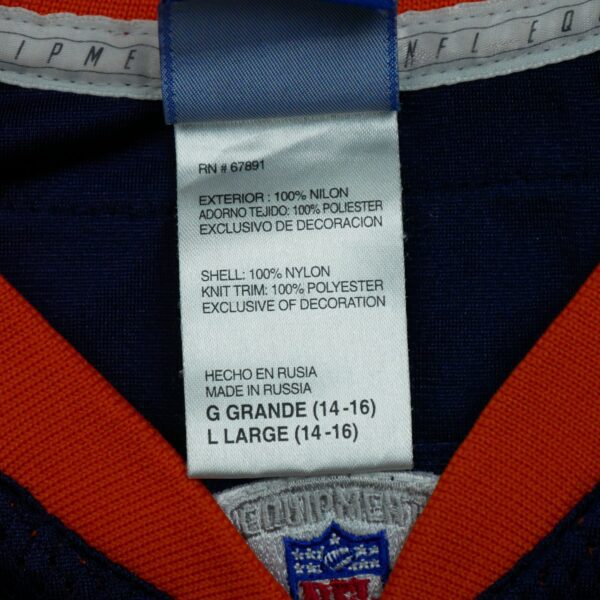 IPME
NFL EQU
RN # 67891
EXTERIOR : 100% NILON
ADORNO TEJIDO: 100% POLIESTER
EXCLUSIVO DE DECORACION
SHELL: 100% NYLON
KNIT TRIM: 100% POLYESTER
EXCLUSIVE OF DECORATION
HECHO EN RUSIA
MADE IN RUSSIA
G GRANDE (14-16)
L LARGE (14-16)
EQUIPMENT
NFL